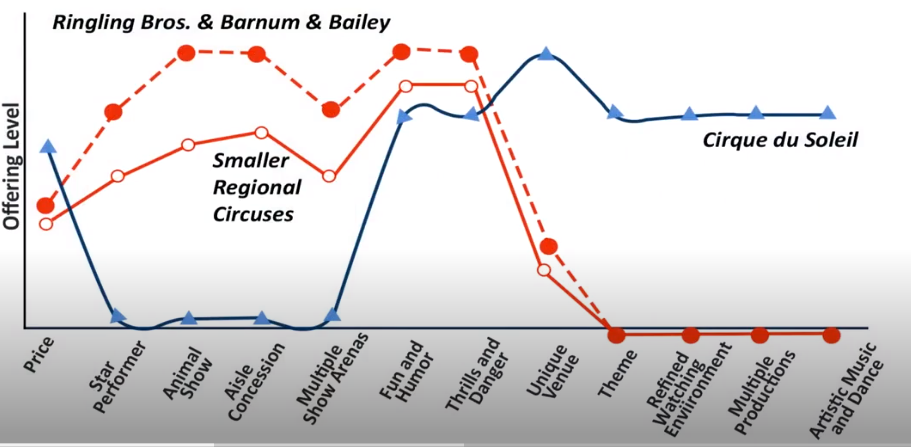 Ringling Bros. & Barnum & Bailey
Offering Level
Smaller
Regional
Circuses
Cirque du Soleil
Price
Star
Performer
Animal
Show
Aisle
Concession
Multiple
Show Arenas
Fun and
Humor
Thrills and
Danger
Unique
Venue
Theme
Refined
Watching
Enviironment
Multiple
Productions
Artistic Music
and Dance